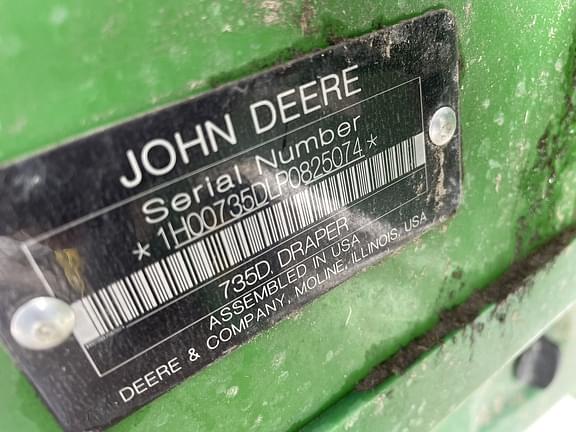 JOHN DEERE
Serial Number
*1H00735DLP0825074*
735D, DRAPER
ASSEMBLED IN USA
DEERE & COMPANY, MOLINE, ILLINOIS, USA